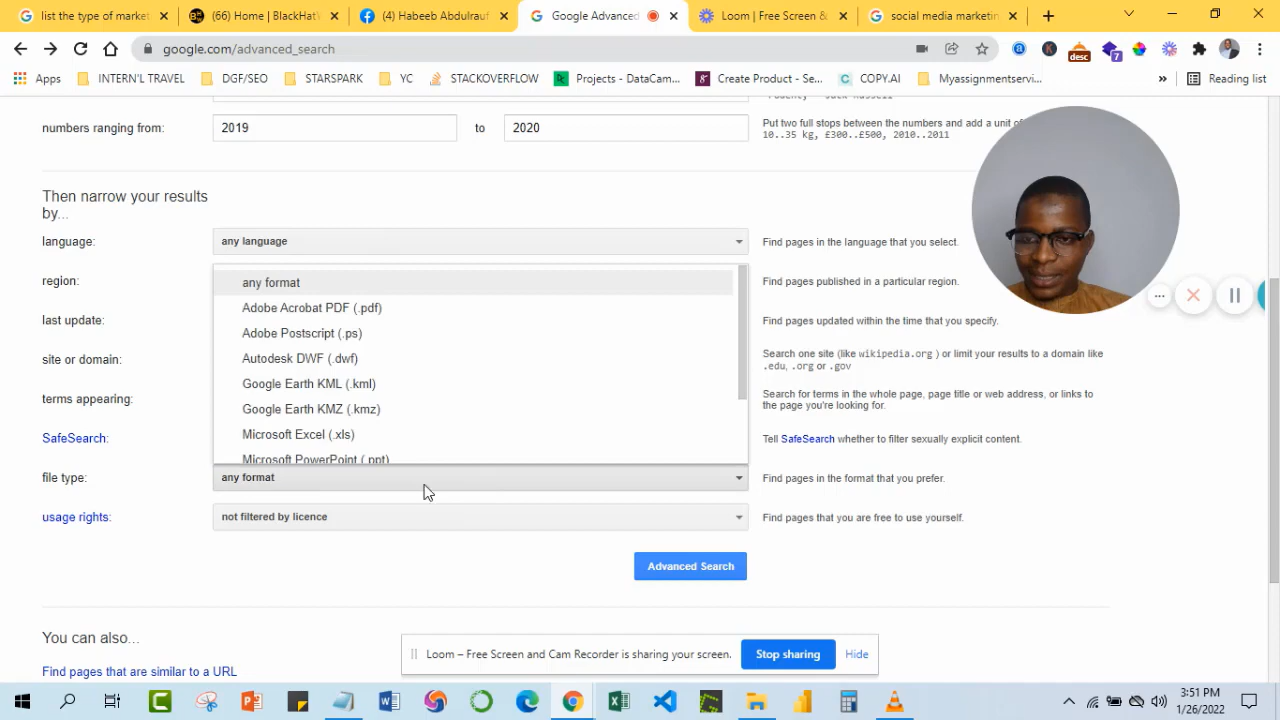 list the type of market
(4) Home | BlackHatW
(4) Habeeb Abdulrauf
Google Advanced
Loom | Free Screen &
social media marketin
google.com/advanced_search
desc
7
Apps
INTERN'L TRAVEL
DGF/SEO
STARSPARK
YC
STACKOVERFLOW
Projects - DataCam...
Create Product - Se...
COPY.AI
Myassignmentservi...
»
Reading list
numbers ranging from:
2019
to
2020
Put two full stops between the numbers and add a unit of
10..35 kg, £300..£500, 2010..2011
Then narrow your results
by...
language:
any language
Find pages in the language that you select.
region:
any format
Find pages published in a particular region.
Adobe Acrobat PDF (.pdf)
last update:
Adobe Postscript (.ps)
Find pages updated within the time that you specify.
site or domain:
Autodesk DWF (.dwf)
Search one site (like wikipedia.org ) or limit your results to a domain like
.edu, .org or .gov
Google Earth KML (.kml)
terms appearing:
Google Earth KMZ (.kmz)
Search for terms in the whole page, page title or web address, or links to
the page you're looking for.
SafeSearch:
Microsoft Excel (.xls)
Tell SafeSearch whether to filter sexually explicit content.
Microsoft PowerPoint (.ppt)
file type:
any format
Find pages in the format that you prefer.
usage rights:
not filtered by licence
Find pages that you are free to use yourself.
Advanced Search
You can also...
Find pages that are similar to a URL
Loom – Free Screen and Cam Recorder is sharing your screen.
Stop sharing
Hide
3:51 PM
1/26/2022